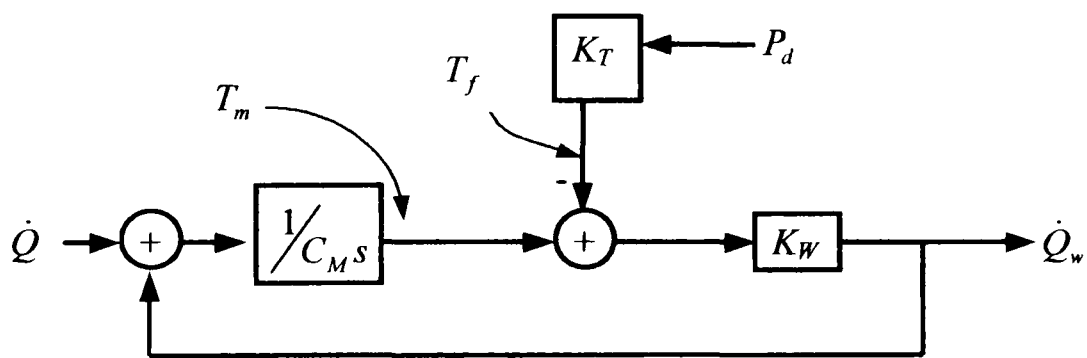 K_T
P_d
T_f
T_m
-
Q̇
+
1/C_M s
+
K_W
Q̇_w